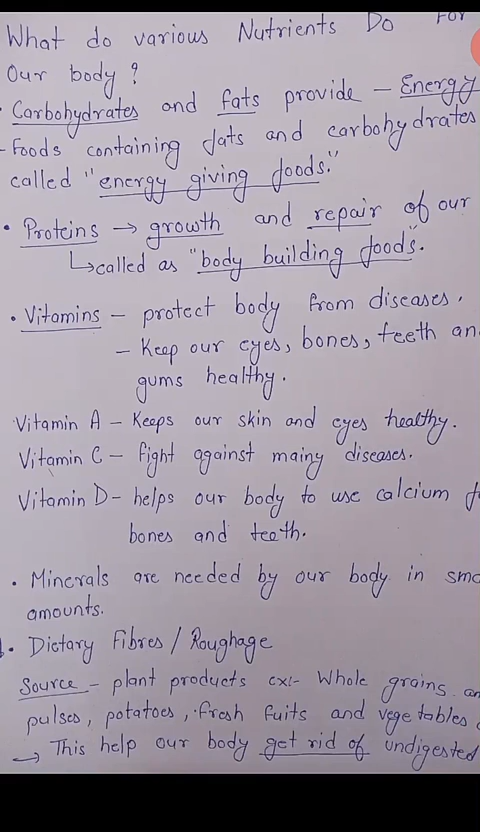 What do various Nutrients Do For
Our body?
Carbohydrates and fats provide - Energy
- Foods containing fats and carbohydrates
called "energy giving foods."
• Proteins → growth and repair of our
↳ called as "body building foods".
• Vitamins - protect body from diseases.
- Keep our eyes, bones, teeth an
gums healthy.
Vitamin A - Keeps our skin and eyes healthy.
Vitamin C - fight against mainy diseases.
Vitamin D - helps our body to use calcium f
bones and teeth.
• Minerals are needed by our body in sm
amounts.
• Dietary Fibres / Roughage
Source - plant products ex:- Whole grains an
pulses, potatoes, fresh fuits and vegetables
→ This help our body get rid of undigested